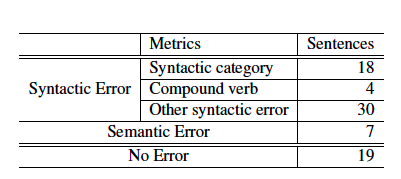 Metrics Sentences
Syntactic category 18
Syntactic Error Compound verb 4
Other syntactic error 30
Semantic Error 7
No Error 19